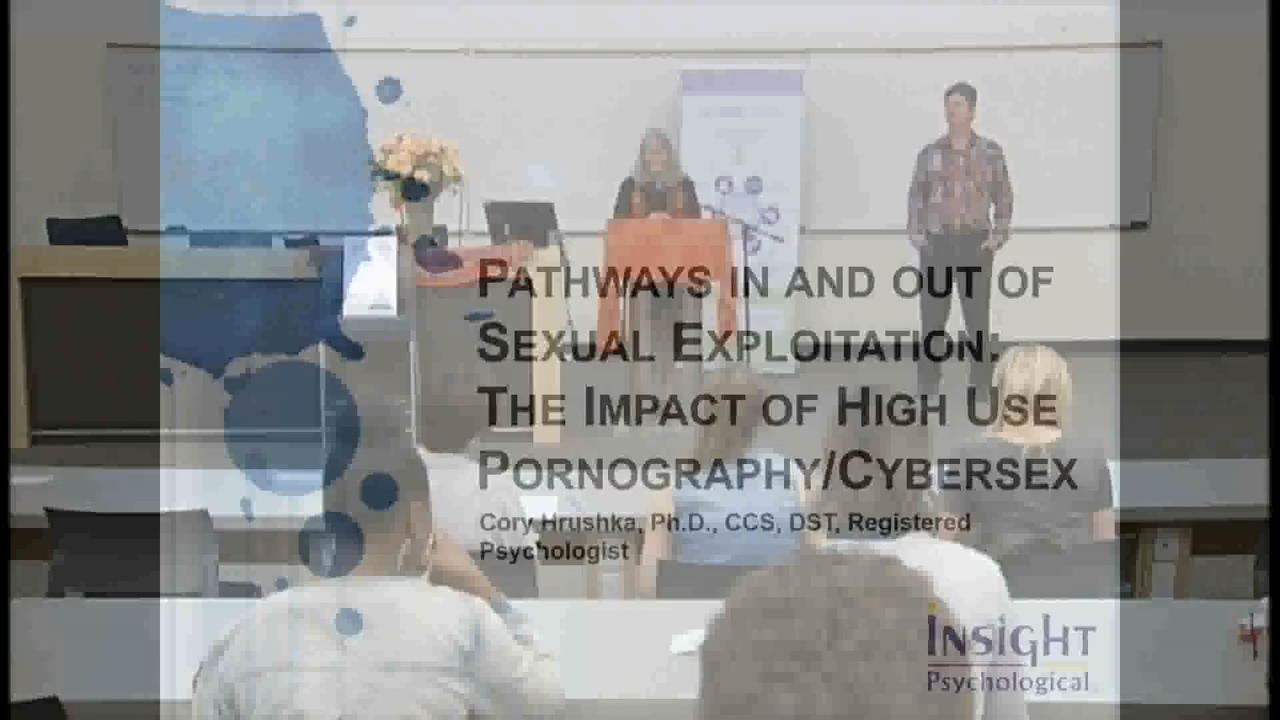 PATHWAYS IN AND OUT OF
SEXUAL EXPLOITATION:
THE IMPACT OF HIGH USE
PORNOGRAPHY/CYBERSEX
Cory Hrushka, Ph.D., CCS, DST, Registered
Psychologist
INSIGHT
Psychological